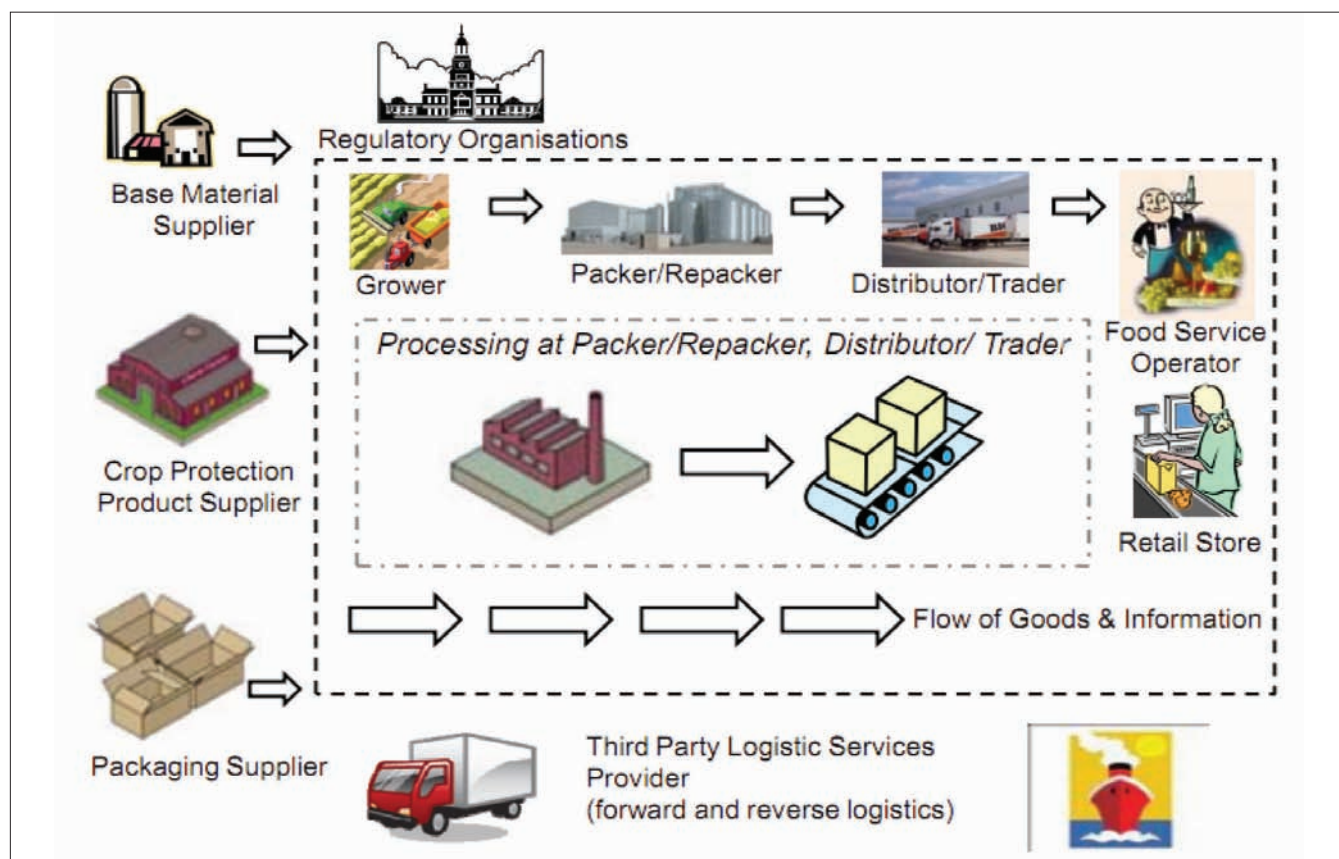 Regulatory Organisations
Base Material
Supplier
Grower
Packer/Repacker
Distributor/Trader
Food Service
Operator
Processing at Packer/Repacker, Distributor/ Trader
Crop Protection
Product Supplier
Retail Store
Flow of Goods & Information
Packaging Supplier
Third Party Logistic Services
Provider
(forward and reverse logistics)